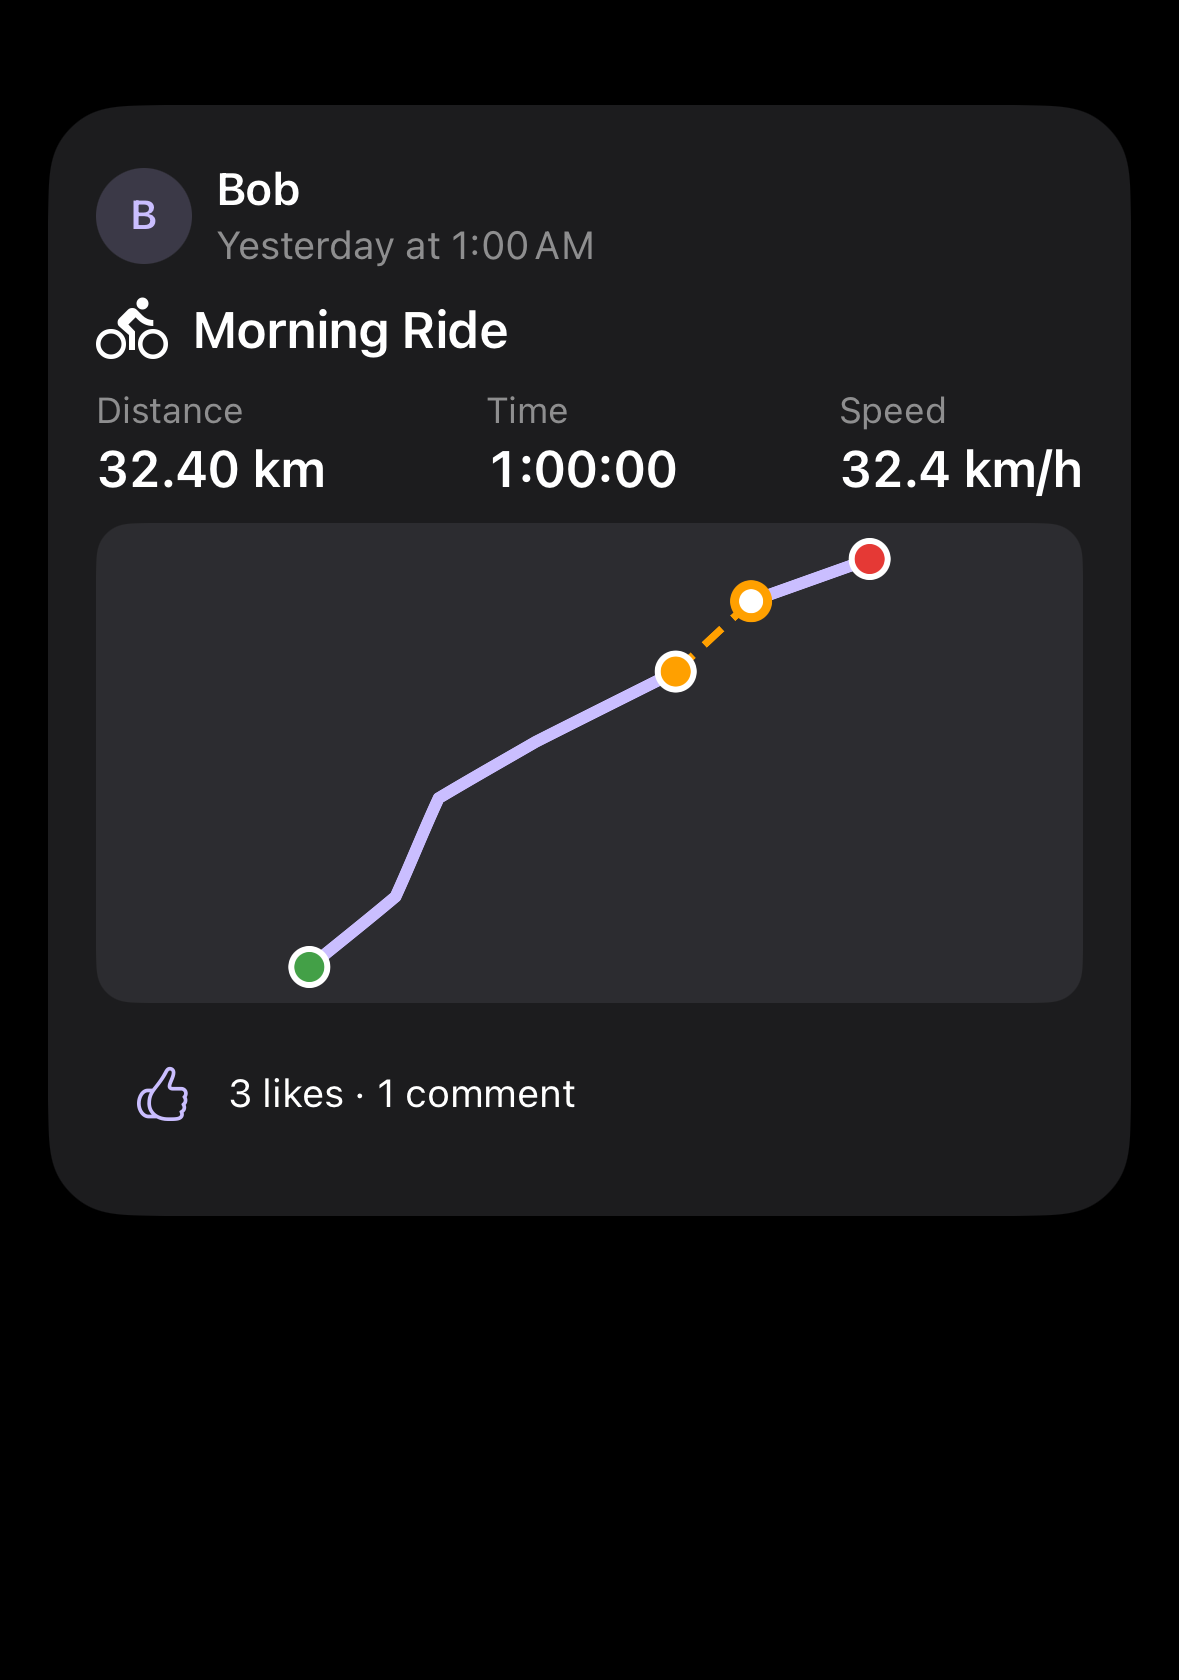 B
Bob
Yesterday at 1:00 AM
Morning Ride
Distance Time Speed
32.40 km 1:00:00 32.4 km/h
3 likes · 1 comment